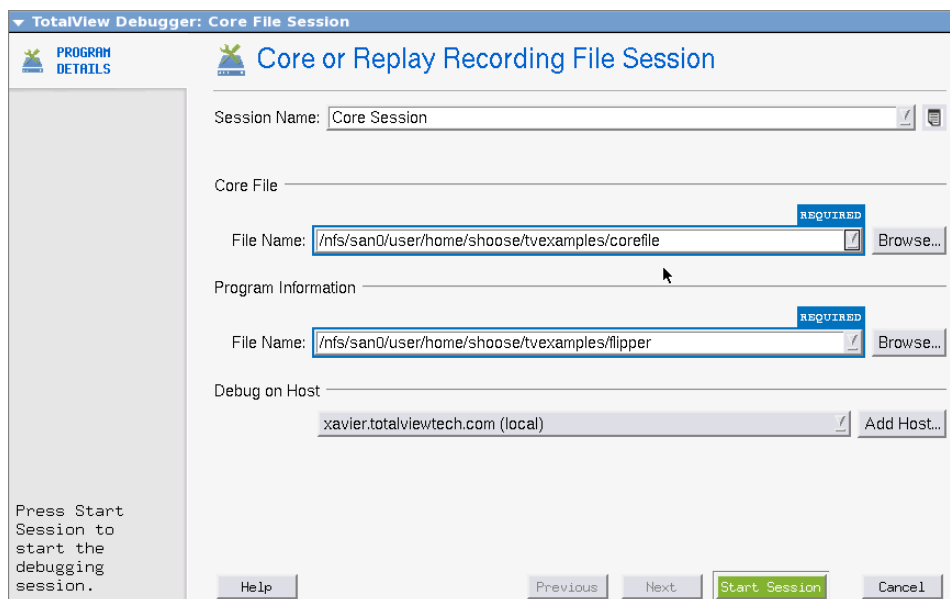 TotalView Debugger: Core File Session
PROGRAM
DETAILS
Core or Replay Recording File Session
Session Name: Core Session
Core File
REQUIRED
File Name: /nfs/san0/user/home/shoose/tvexamples/corefile Browse...
Program Information
REQUIRED
File Name: /nfs/san0/user/home/shoose/tvexamples/flipper Browse...
Debug on Host
xavier.totalviewtech.com (local) Add Host...
Press Start
Session to
start the
debugging
session.
Help Previous Next Start Session Cancel